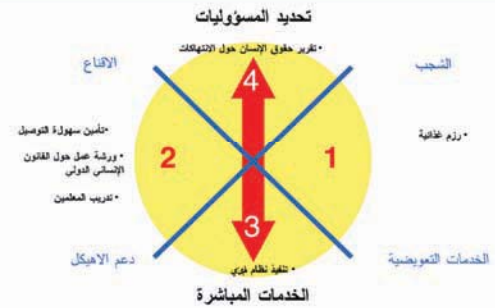 تحديد المسؤوليات
•تقرير حقوق الإنسان حول الانتهاكات
الشجب
الاقناع
4
•رزم غذائية
1
2
•تأمين سهولة التوصيل
•ورشة عمل حول القانون
الإنساني الدولي
•تدريب المعلمين
3
الخدمات التعويضية
دعم الاهيكل
•تنفيذ نظام
الخدمات المباشرة